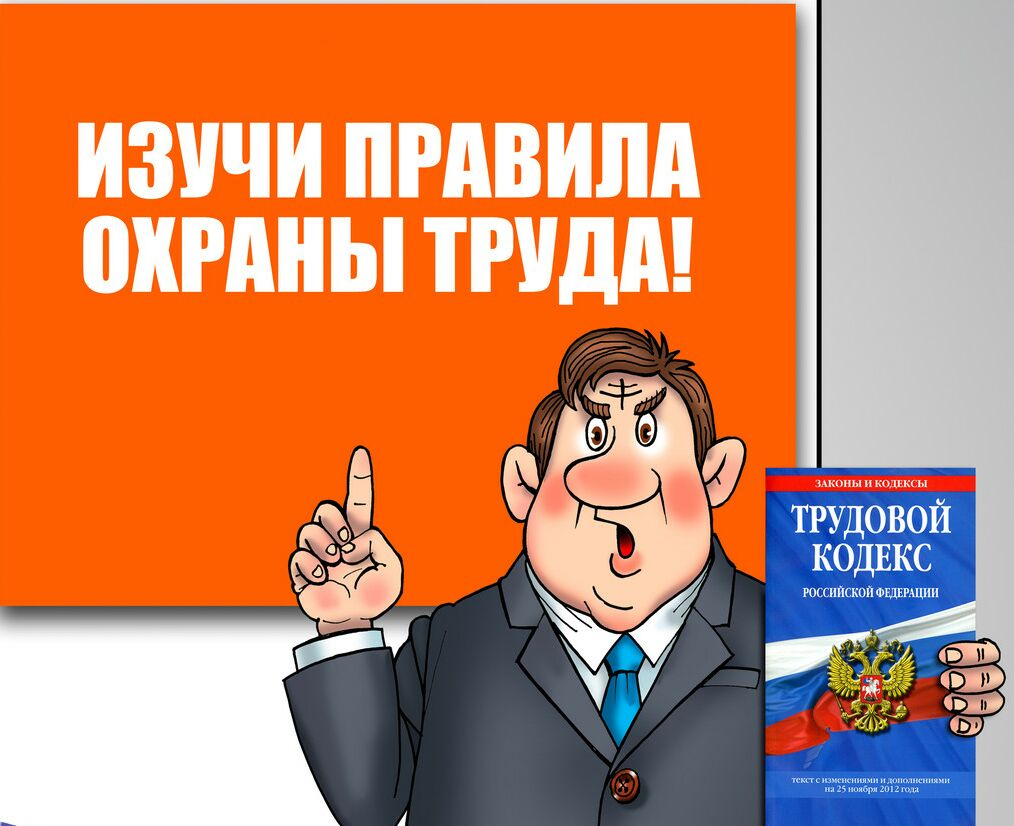 ИЗУЧИ ПРАВИЛА
ОХРАНЫ ТРУДА!
ЗАКОНЫ И КОДЕКСЫ
ТРУДОВОЙ
КОДЕКС
РОССИЙСКОЙ ФЕДЕРАЦИИ
текст с изменениями и дополнениями
на 25 ноября 2012 года